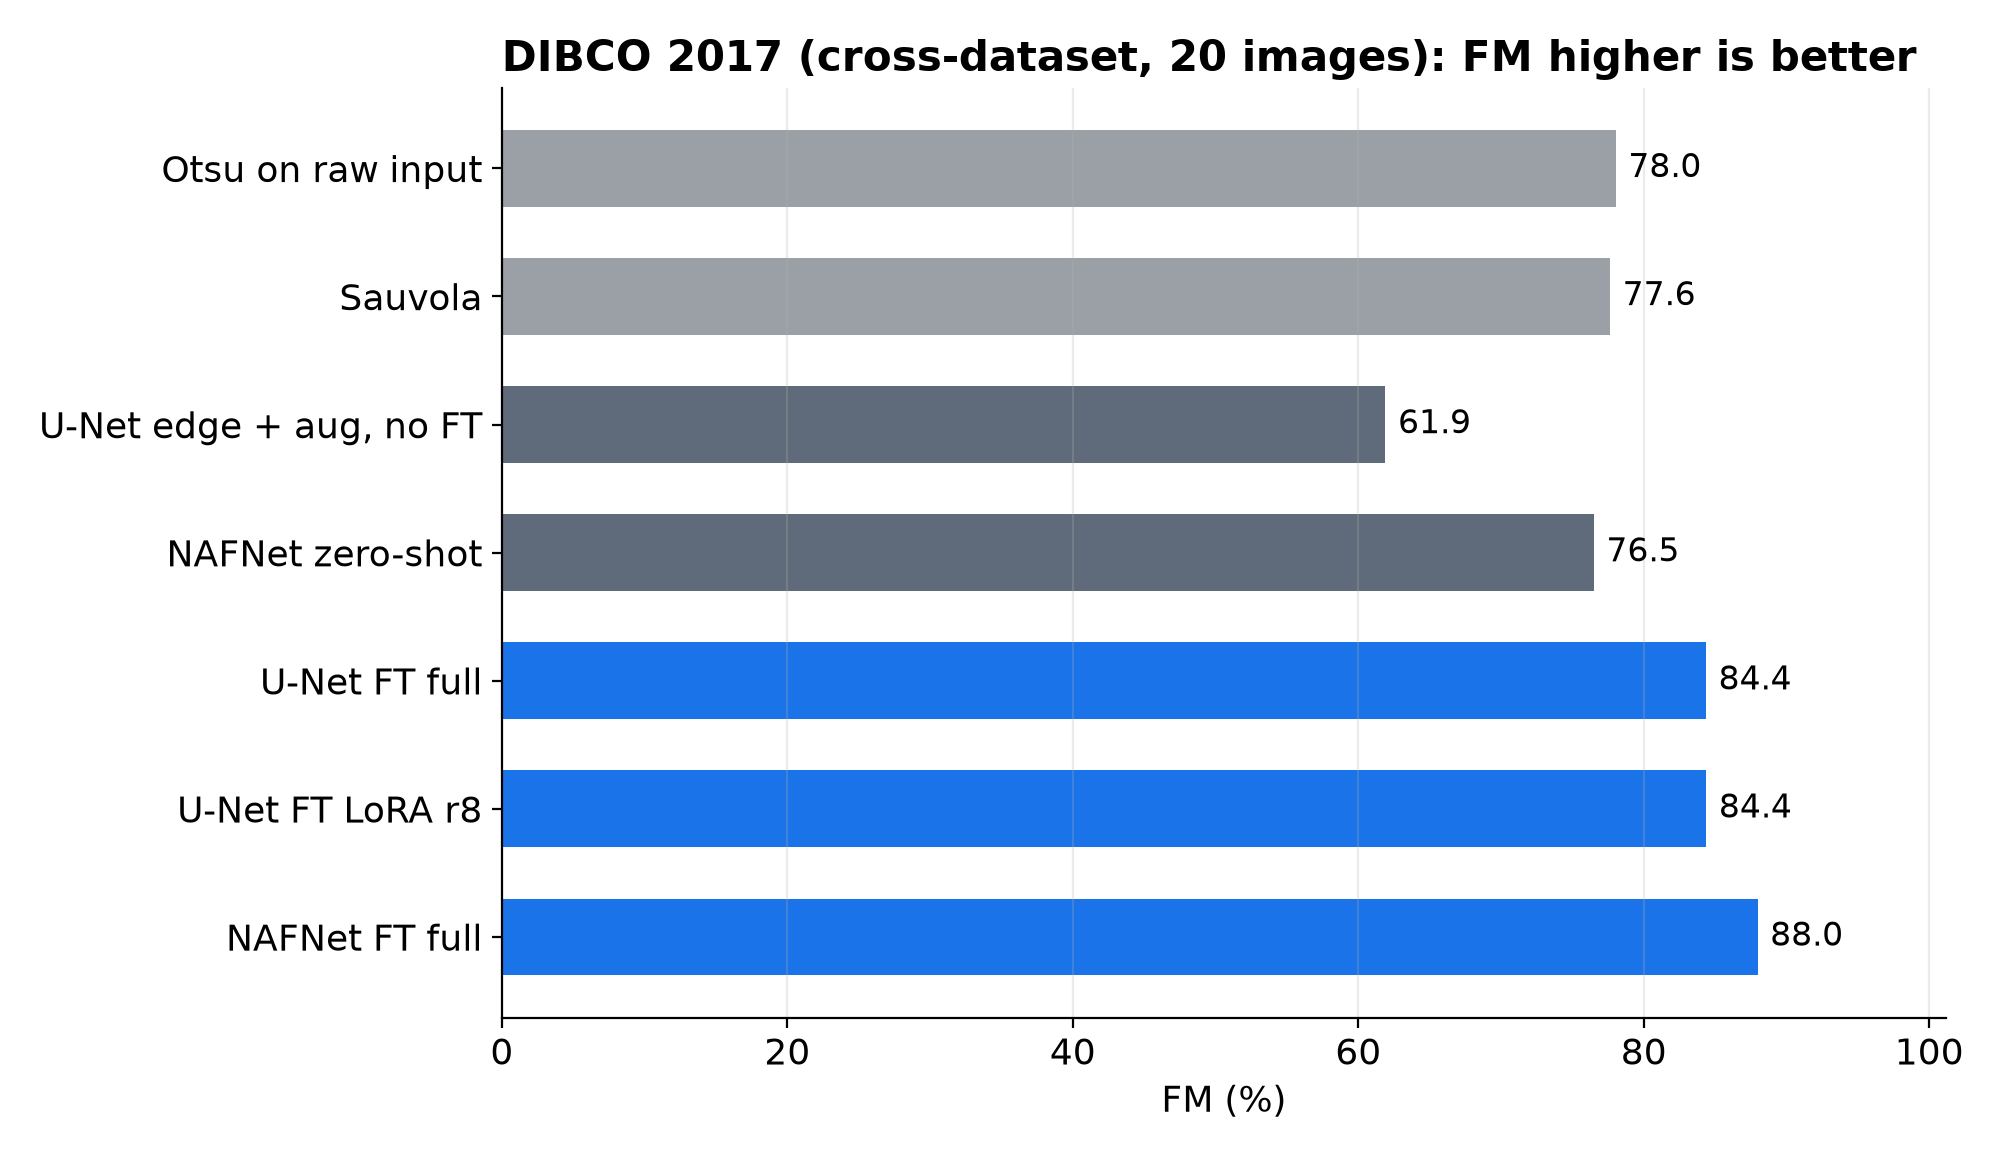 DIBCO 2017 (cross-dataset, 20 images): FM higher is better
Otsu on raw input 78.0
Sauvola 77.6
U-Net edge + aug, no FT 61.9
NAFNet zero-shot 76.5
U-Net FT full 84.4
U-Net FT LoRA r8 84.4
NAFNet FT full 88.0
0 20 40 60 80 100
FM (%)